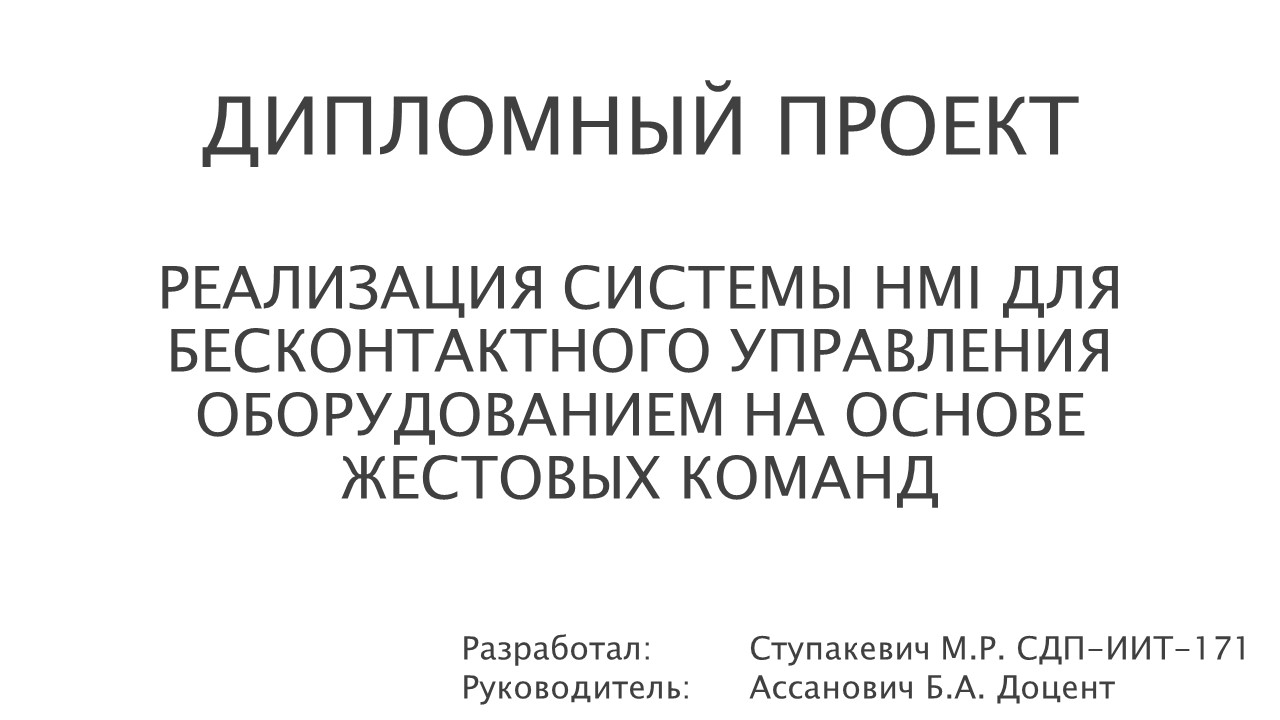 ДИПЛОМНЫЙ ПРОЕКТ
РЕАЛИЗАЦИЯ СИСТЕМЫ HMI ДЛЯ
БЕСКОНТАКТНОГО УПРАВЛЕНИЯ
ОБОРУДОВАНИЕМ НА ОСНОВЕ
ЖЕСТОВЫХ КОМАНД
Разработал: Ступакевич М.Р. СДП-ИИТ-171
Руководитель: Ассанович Б.А. Доцент